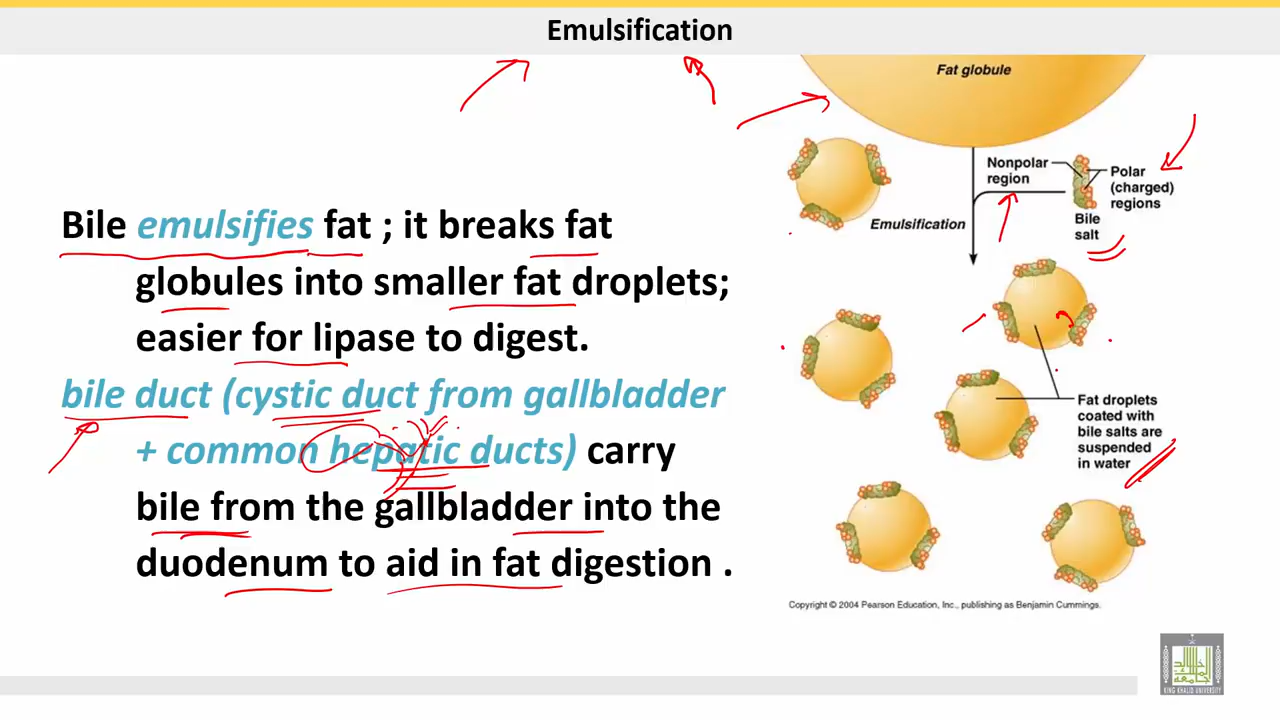 Emulsification
Fat globule
Nonpolar
region
Polar
(charged)
regions
Bile
salt
Emulsification
Bile emulsifies fat ; it breaks fat
globules into smaller fat droplets;
easier for lipase to digest.
bile duct (cystic duct from gallbladder
+ common hepatic ducts) carry
bile from the gallbladder into the
duodenum to aid in fat digestion .
Fat droplets
coated with
bile salts are
suspended
in water
Copyright © 2004 Pearson Education, Inc., publishing as Benjamin Cummings.
KING KHALID UNIVERSITY